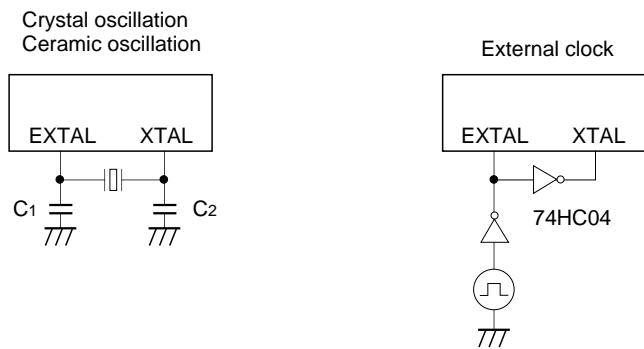 Crystal oscillation
Ceramic oscillation
EXTAL XTAL
C1 C2
External clock
EXTAL XTAL
74HC04